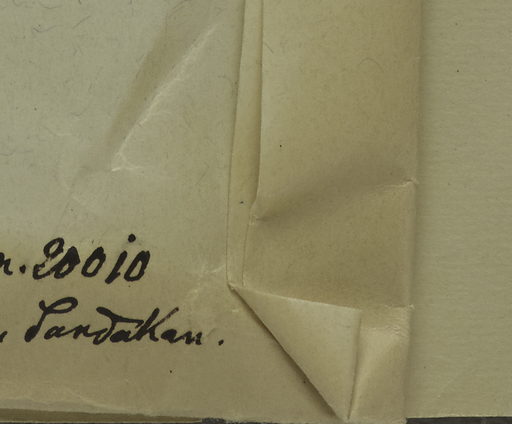 n. 20010
, Sandakan.